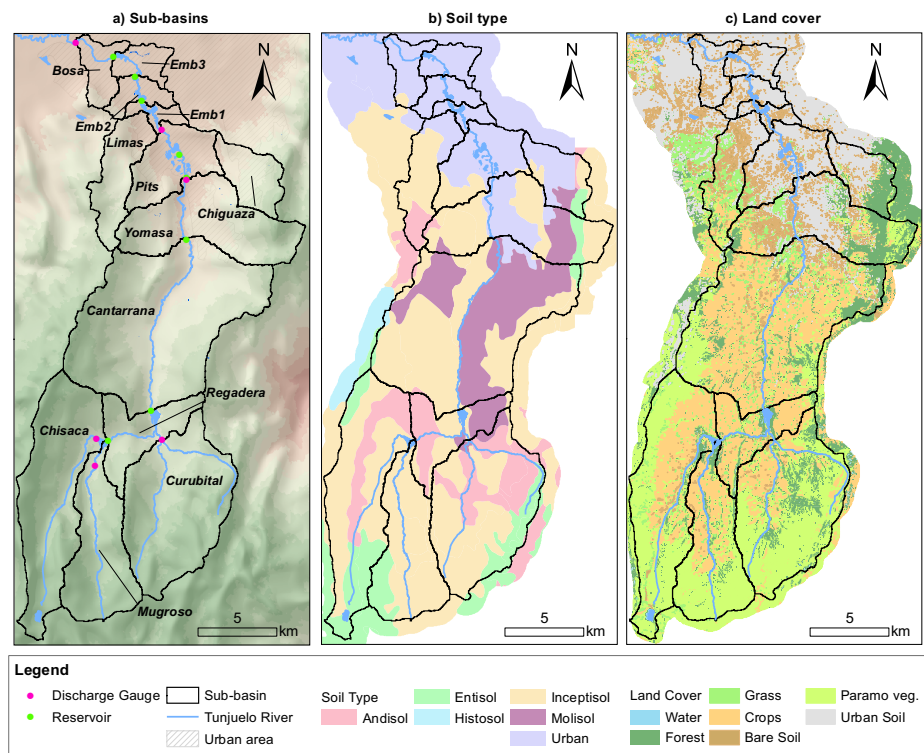 a) Sub-basins
b) Soil type
c) Land cover
N
N
N
Bosa
Emb3
Emb2
Emb1
Limas
Pits
Chiguaza
Yomasa
Cantarrana
Regadera
Chisaca
Curubital
Mugroso
5
km
5
km
5
km
Legend
Discharge Gauge
Reservoir
Sub-basin
Tunjuelo River
Urban area
Soil Type
Andisol
Entisol
Histosol
Inceptisol
Molisol
Urban
Land Cover
Water
Forest
Grass
Crops
Bare Soil
Paramo veg.
Urban Soil